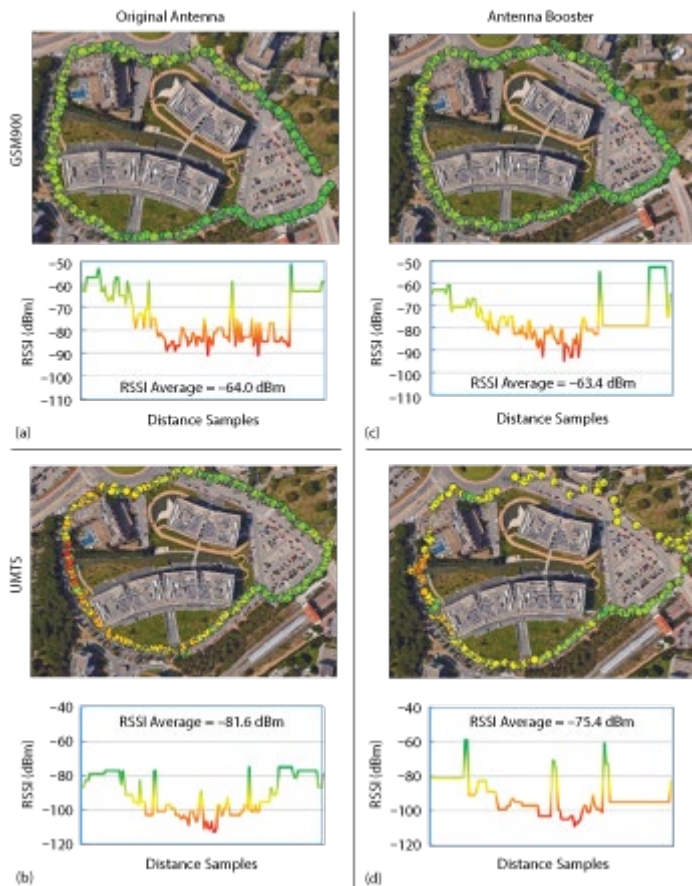 Original Antenna
Antenna Booster
GSM900
−50
−60
−70
−80
−90
−100
−110
RSSI (dBm)
RSSI Average = −64.0 dBm
Distance Samples
(a)
−50
−60
−70
−80
−90
−100
−110
RSSI (dBm)
RSSI Average = −63.4 dBm
Distance Samples
(c)
UMTS
−40
−60
−80
−100
−120
RSSI (dBm)
RSSI Average = −81.6 dBm
Distance Samples
(b)
−40
−60
−80
−100
−120
RSSI (dBm)
RSSI Average = −75.4 dBm
Distance Samples
(d)